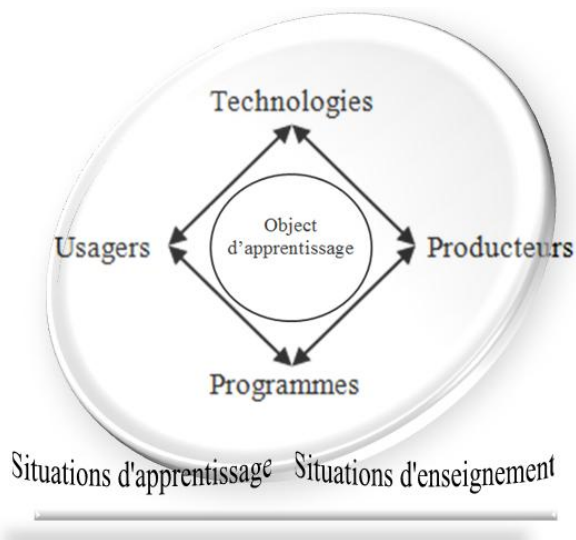 Technologies
Object
d'apprentissage
Usagers
Producteurs
Programmes
Situations d'apprentissage
Situations d'enseignement